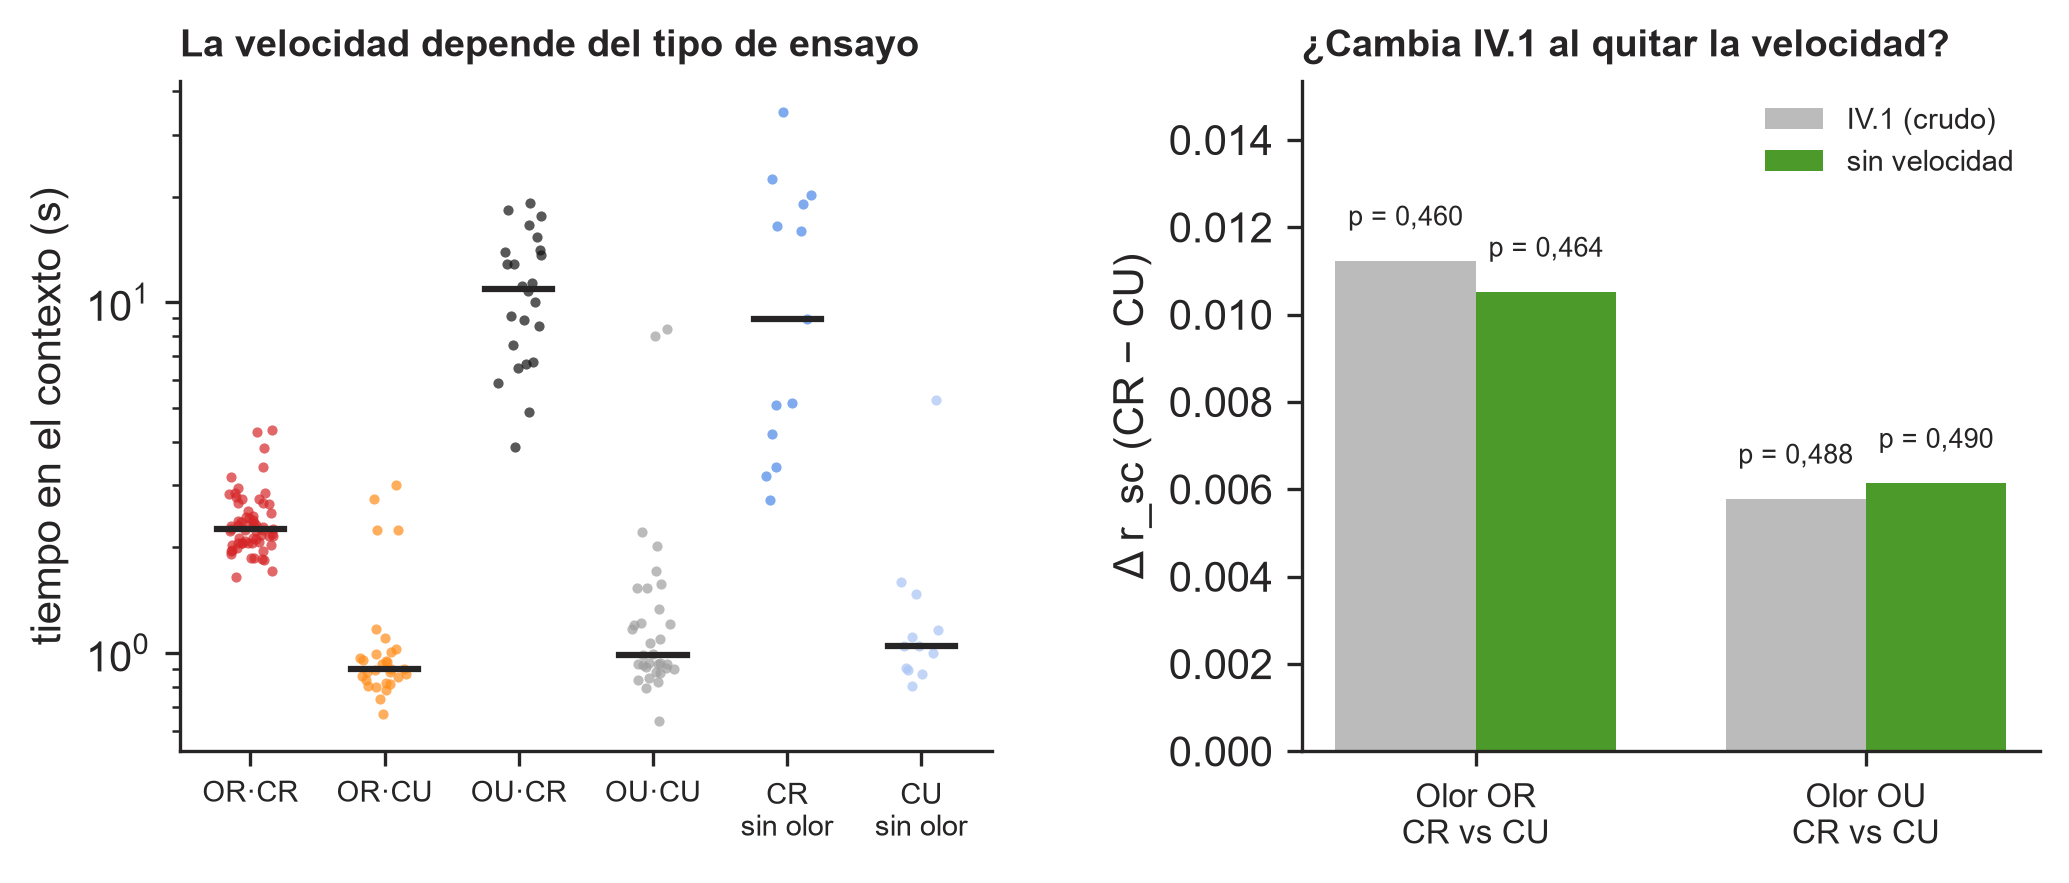 La velocidad depende del tipo de ensayo
tiempo en el contexto (s)
10¹
10⁰
OR·CR
OR·CU
OU·CR
OU·CU
CR
sin olor
CU
sin olor
¿Cambia IV.1 al quitar la velocidad?
IV.1 (crudo)
sin velocidad
Δ r_sc (CR − CU)
0.014
0.012
0.010
0.008
0.006
0.004
0.002
0.000
p = 0,460
p = 0,464
p = 0,488
p = 0,490
Olor OR
CR vs CU
Olor OU
CR vs CU